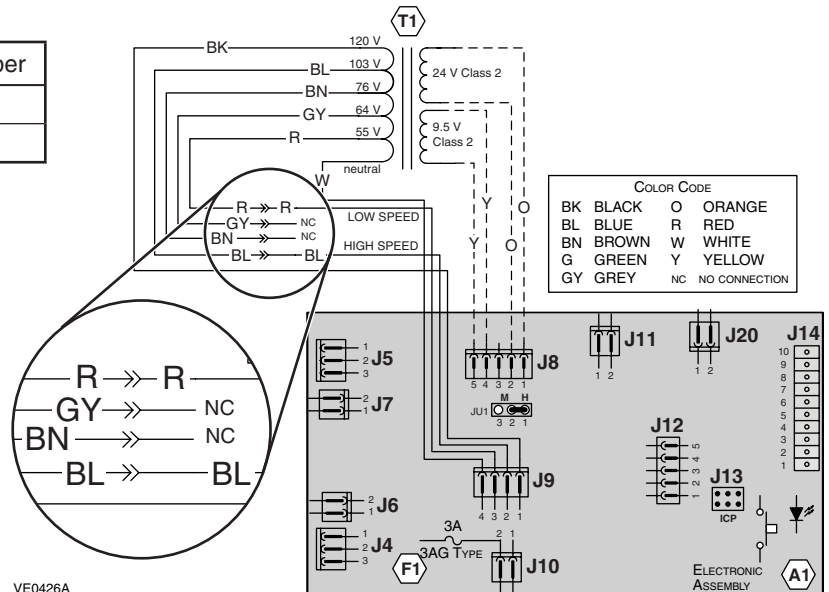 ber
T1
BK
120 V
BL
103 V
BN
76 V
GY
64 V
R
55 V
neutral
W
24 V Class 2
9.5 V
Class 2
R R
LOW SPEED
GY NC
BN NC
HIGH SPEED
BL BL
Y
O
Y
O
COLOR CODE
BK BLACK O ORANGE
BL BLUE R RED
BN BROWN W WHITE
G GREEN Y YELLOW
GY GREY NC NO CONNECTION
R R
GY NC
BN NC
BL BL
1
2
3
J5
2
1
J7
2
1
J6
1
2
3
J4
J8
5 4 3 2 1
M H
JU1
3 2 1
J9
4 3 2 1
3A
3AG TYPE
F1
2 1
J10
J11
1 2
J20
1 2
J14
10
9
8
7
6
5
4
3
2
1
J12
5
4
3
2
1
J13
ICP
ELECTRONIC
ASSEMBLY
A1
VE0426A